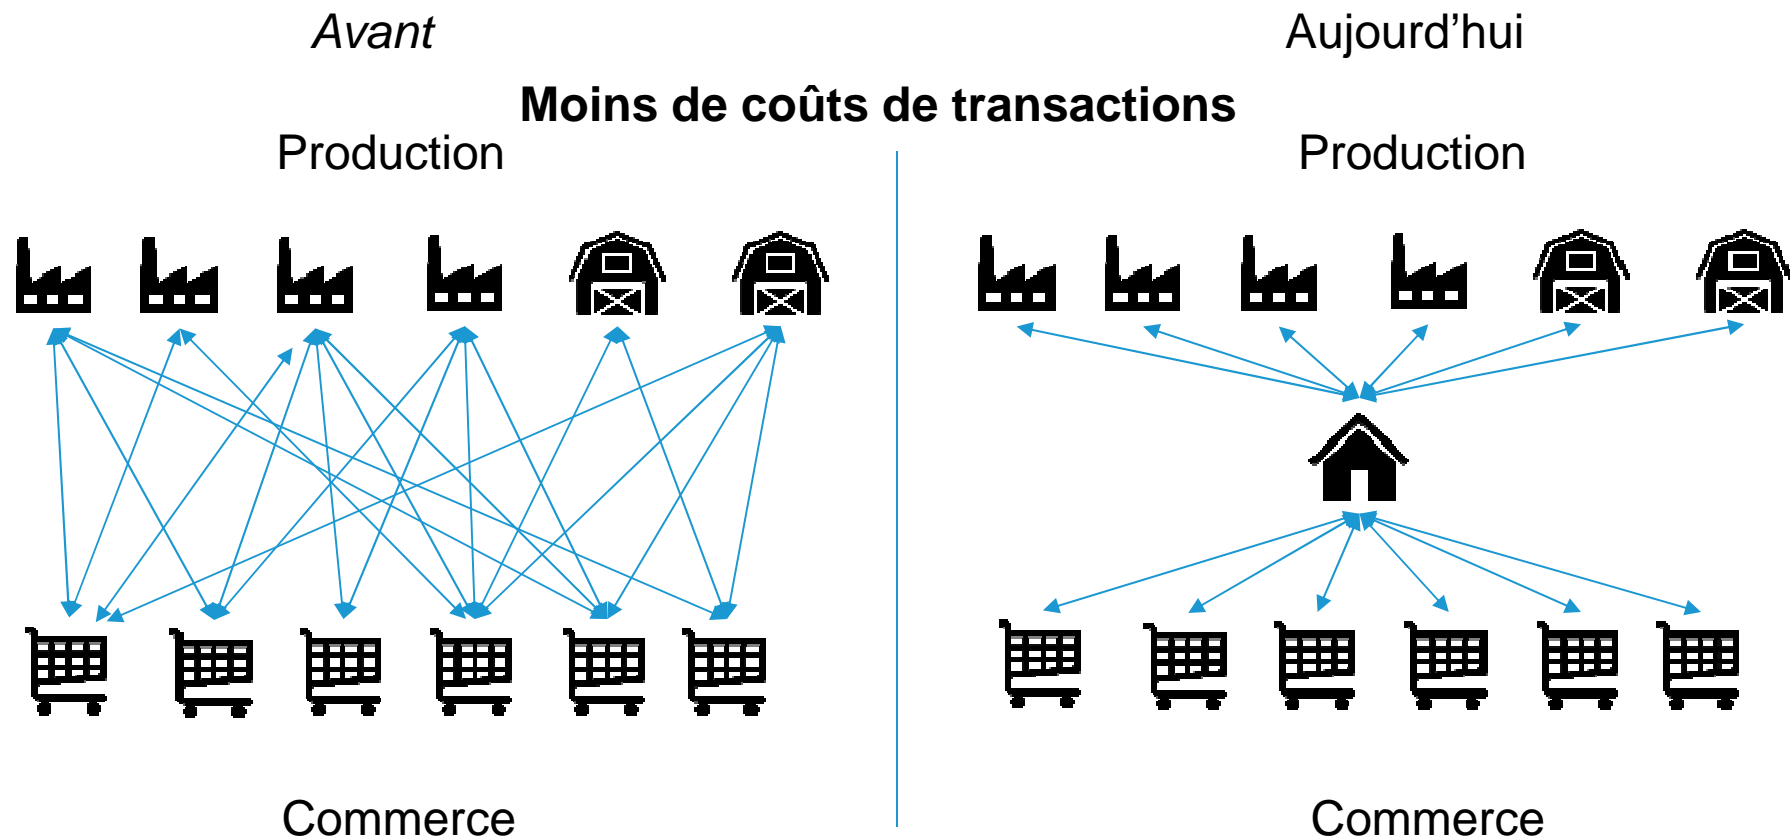 Avant
Aujourd’hui
Moins de coûts de transactions
Production
Production
Commerce
Commerce